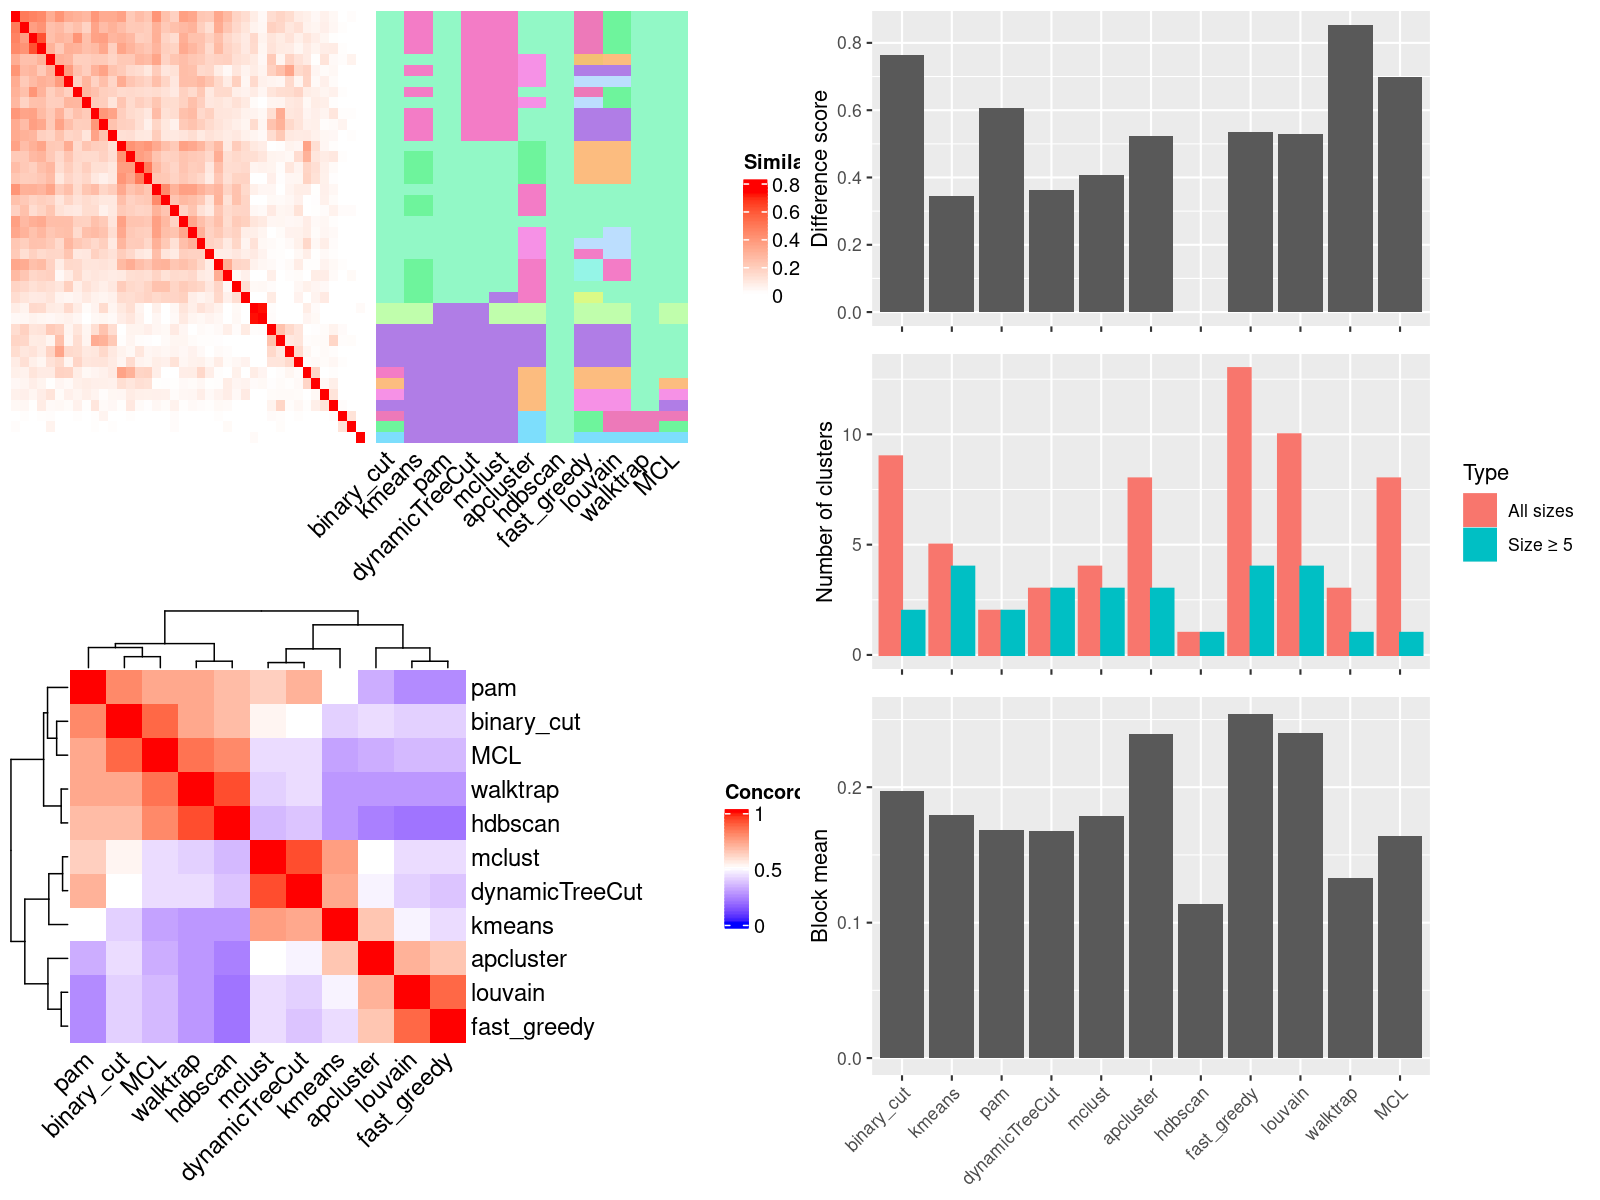 Simila
0.8
0.6
0.4
0.2
0
binary_cut
kmeans
pam
dynamicTreeCut
mclust
apcluster
hdbscan
fast_greedy
louvain
walktrap
MCL
Difference score
0.8
0.6
0.4
0.2
0.0
Number of clusters
10
5
0
Type
All sizes
Size ≥ 5
pam
binary_cut
MCL
walktrap
hdbscan
mclust
dynamicTreeCut
kmeans
apcluster
louvain
fast_greedy
pam
binary_cut
MCL
walktrap
hdbscan
mclust
dynamicTreeCut
kmeans
apcluster
louvain
fast_greedy
Concord
1
0.5
0
Block mean
0.2
0.1
0.0
binary_cut
kmeans
pam
dynamicTreeCut
mclust
apcluster
hdbscan
fast_greedy
louvain
walktrap
MCL